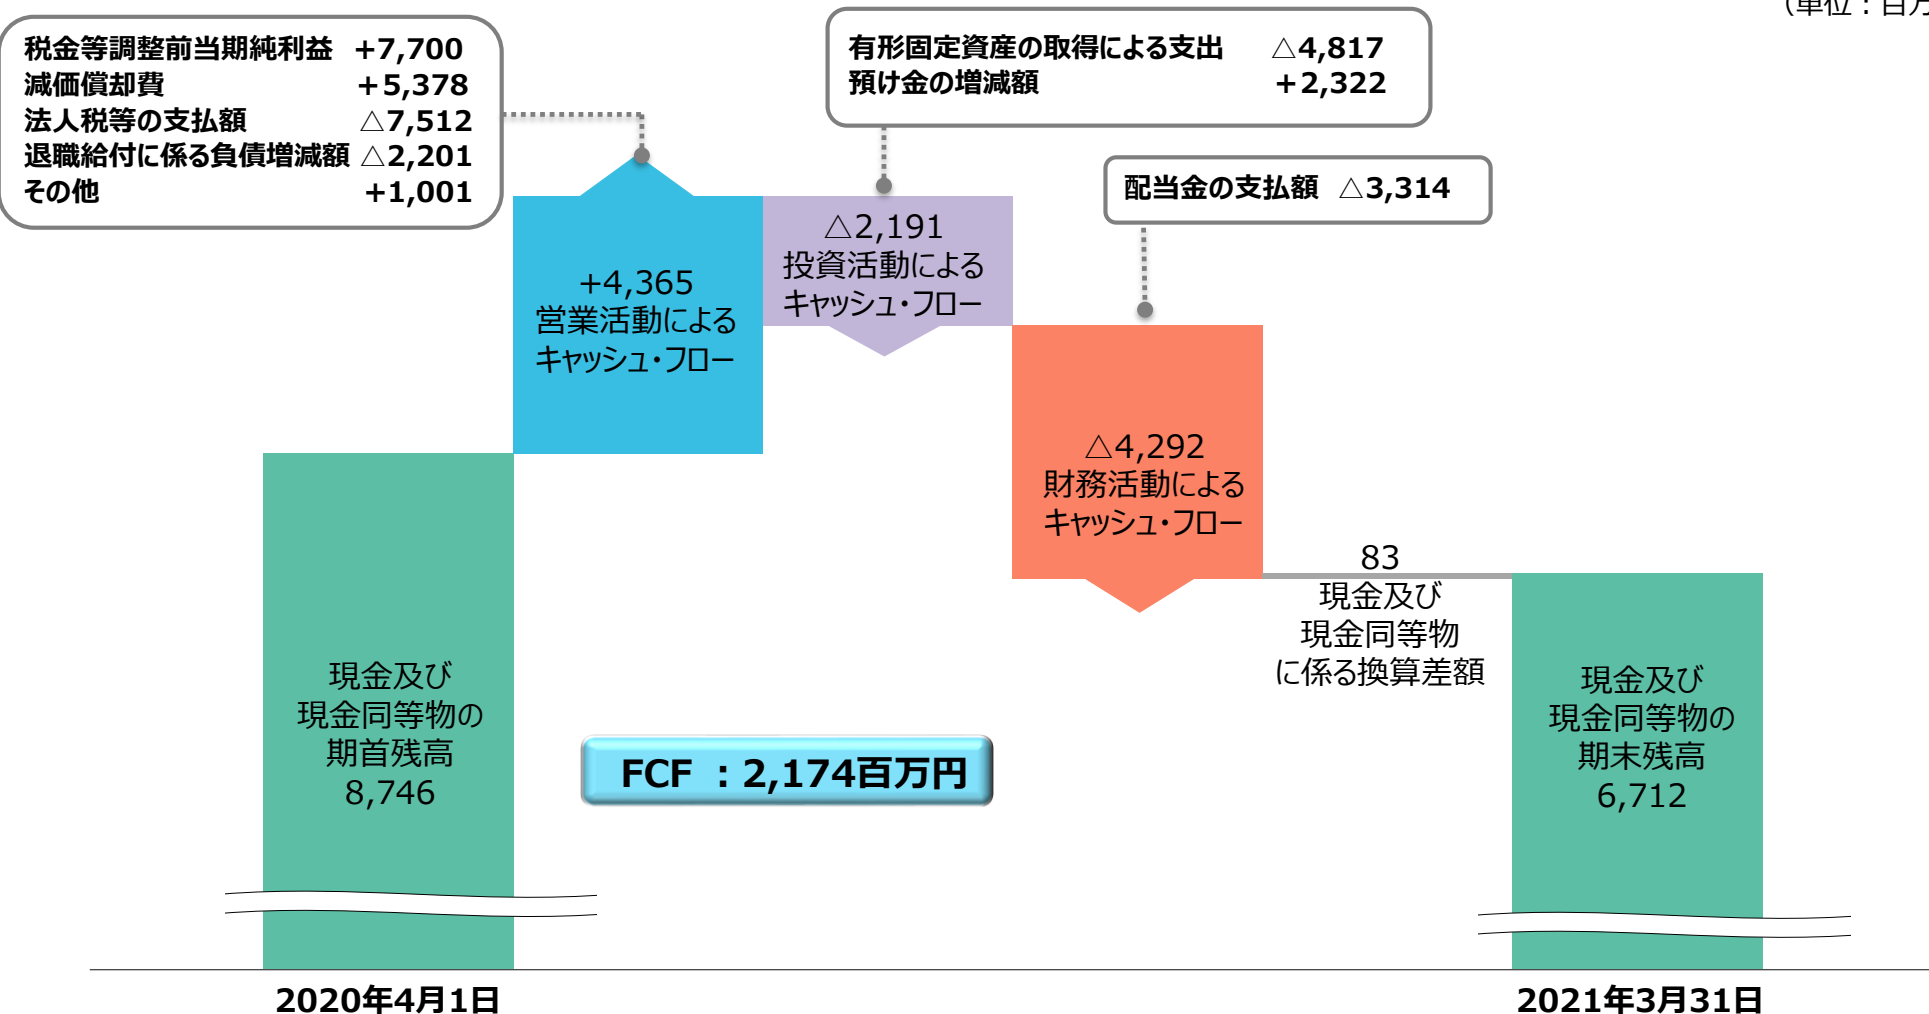 （単位：百万
税金等調整前当期純利益 +7,700
減価償却費 +5,378
法人税等の支払額 △7,512
退職給付に係る負債増減額 △2,201
その他 +1,001
有形固定資産の取得による支出 △4,817
預け金の増減額 +2,322
配当金の支払額 △3,314
+4,365
営業活動による
キャッシュ・フロー
△2,191
投資活動による
キャッシュ・フロー
△4,292
財務活動による
キャッシュ・フロー
83
現金及び
現金同等物
に係る換算差額
現金及び
現金同等物の
期首残高
8,746
FCF ：2,174百万円
現金及び
現金同等物の
期末残高
6,712
2020年4月1日
2021年3月31日